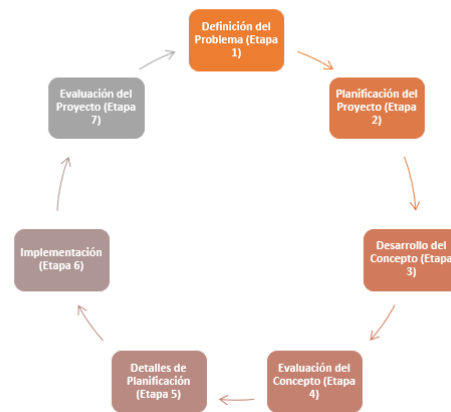 Definición del
Problema (Etapa
1)
Planificación del
Proyecto (Etapa
2)
Desarrollo del
Concepto (Etapa
3)
Evaluación del
Concepto (Etapa
4)
Detalles de
Planificación
(Etapa 5)
Implementación
(Etapa 6)
Evaluación del
Proyecto (Etapa
7)